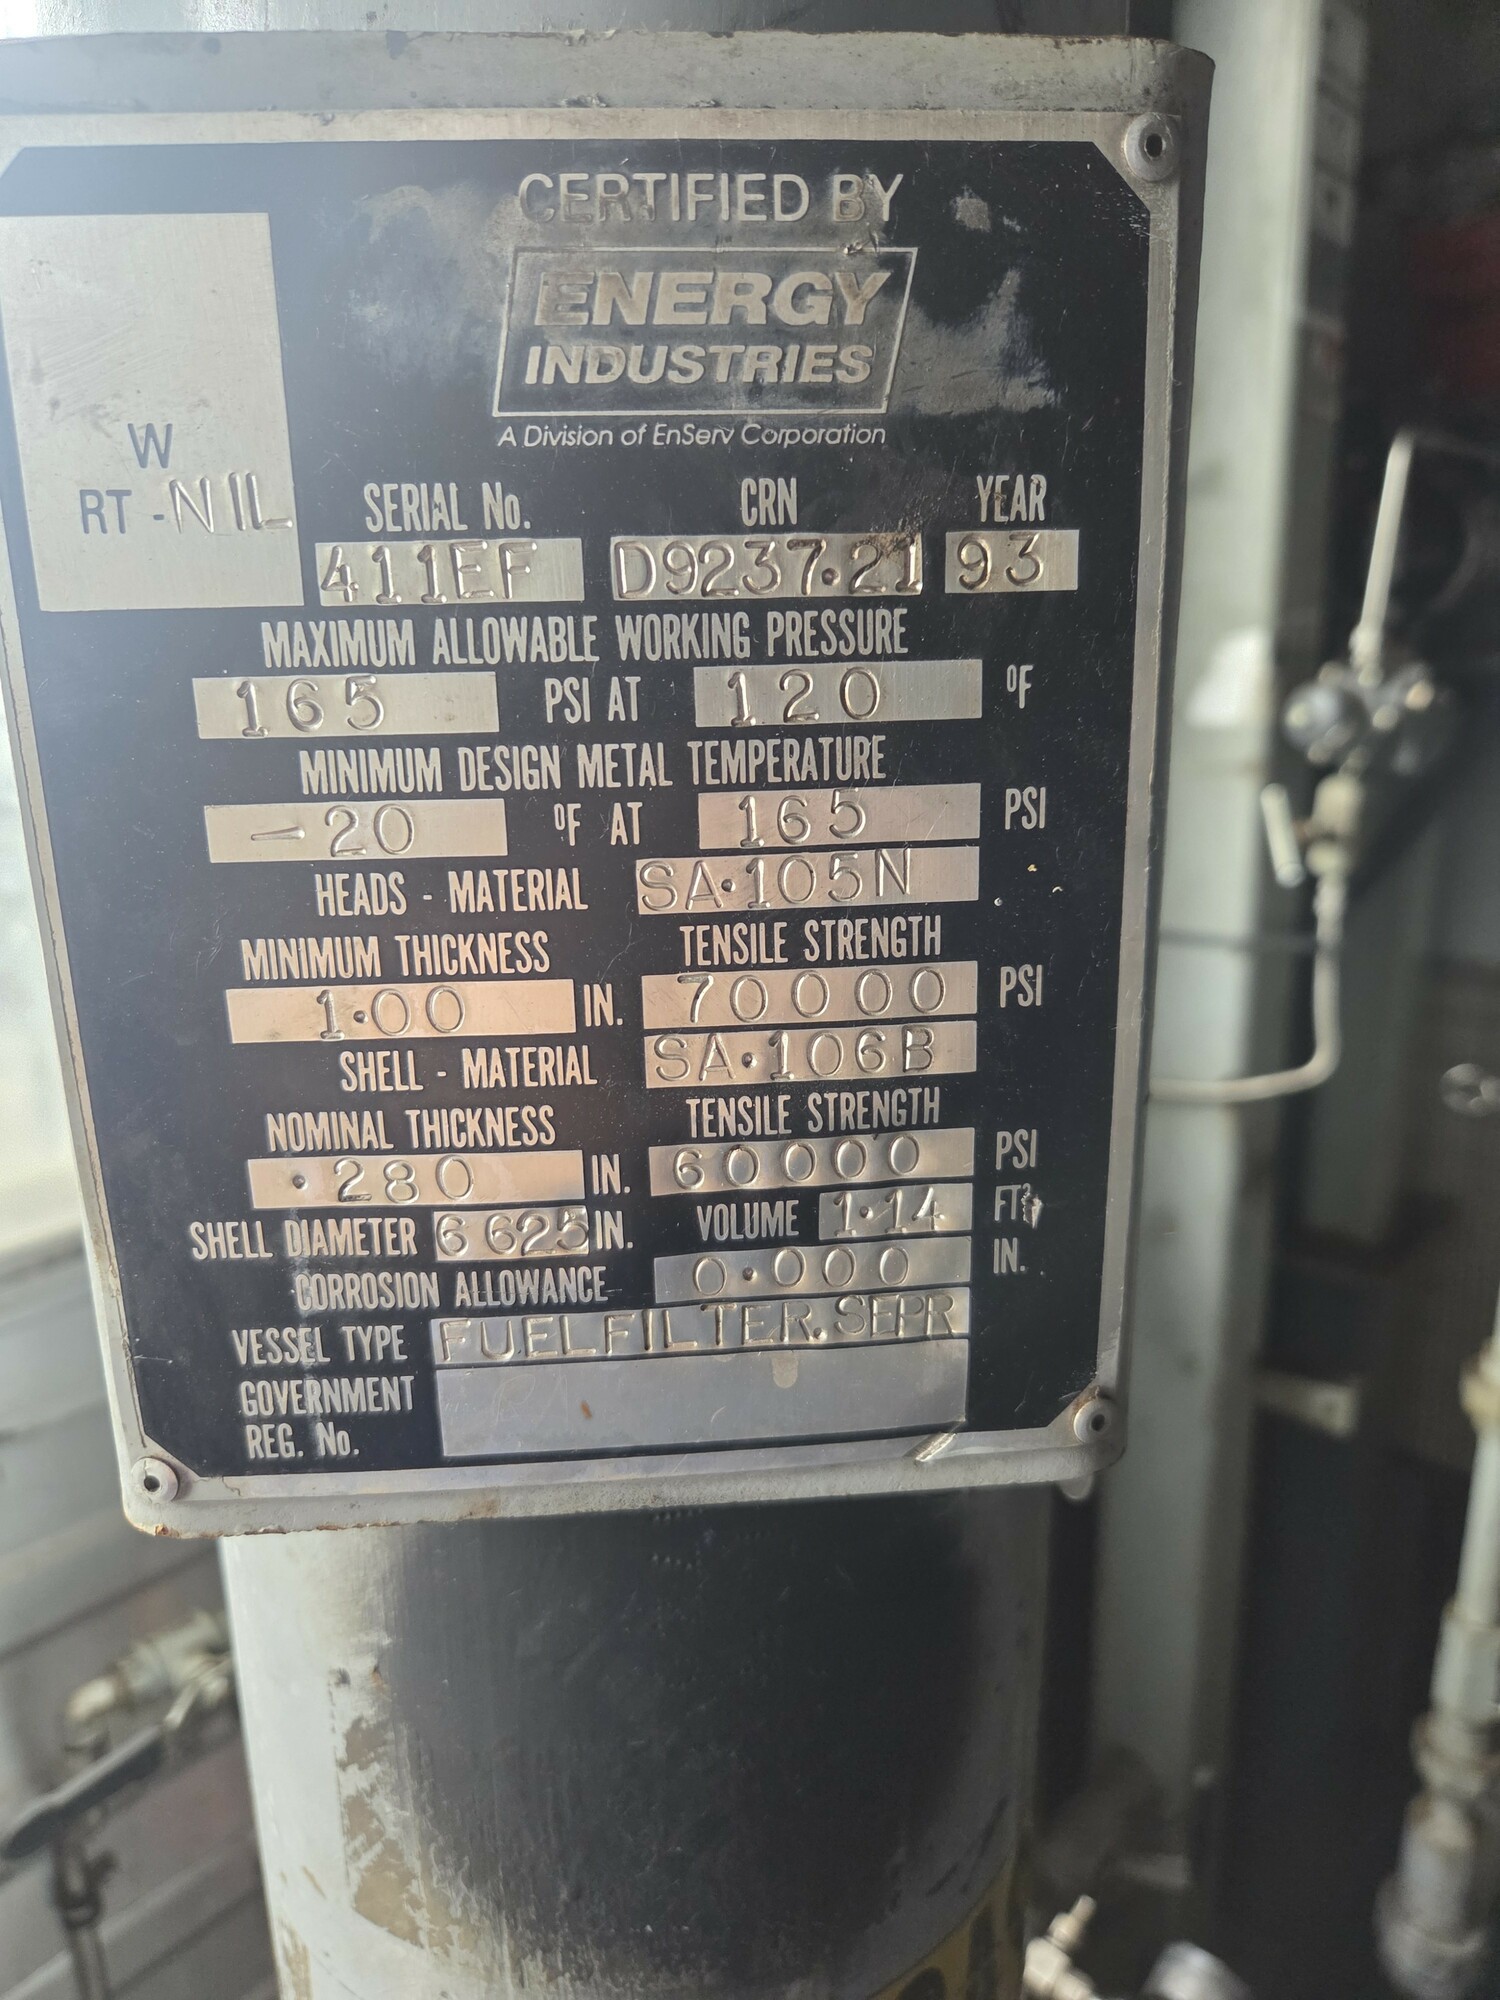 CERTIFIED BY
ENERGY
INDUSTRIES
A Division of EnServ Corporation
W
RT - NIL
SERIAL No. CRN YEAR
411EF D9237.21 93
MAXIMUM ALLOWABLE WORKING PRESSURE
165 PSI AT 120 °F
MINIMUM DESIGN METAL TEMPERATURE
-20 °F AT 165 PSI
HEADS - MATERIAL SA.105N
MINIMUM THICKNESS TENSILE STRENGTH
1.00 IN. 70000 PSI
SHELL - MATERIAL SA.106B
NOMINAL THICKNESS TENSILE STRENGTH
.280 IN. 60000 PSI
SHELL DIAMETER 6 625 IN. VOLUME 1.14 FT³
CORROSION ALLOWANCE 0.000 IN.
VESSEL TYPE FUELFILTER.SEPR
GOVERNMENT
REG. No.